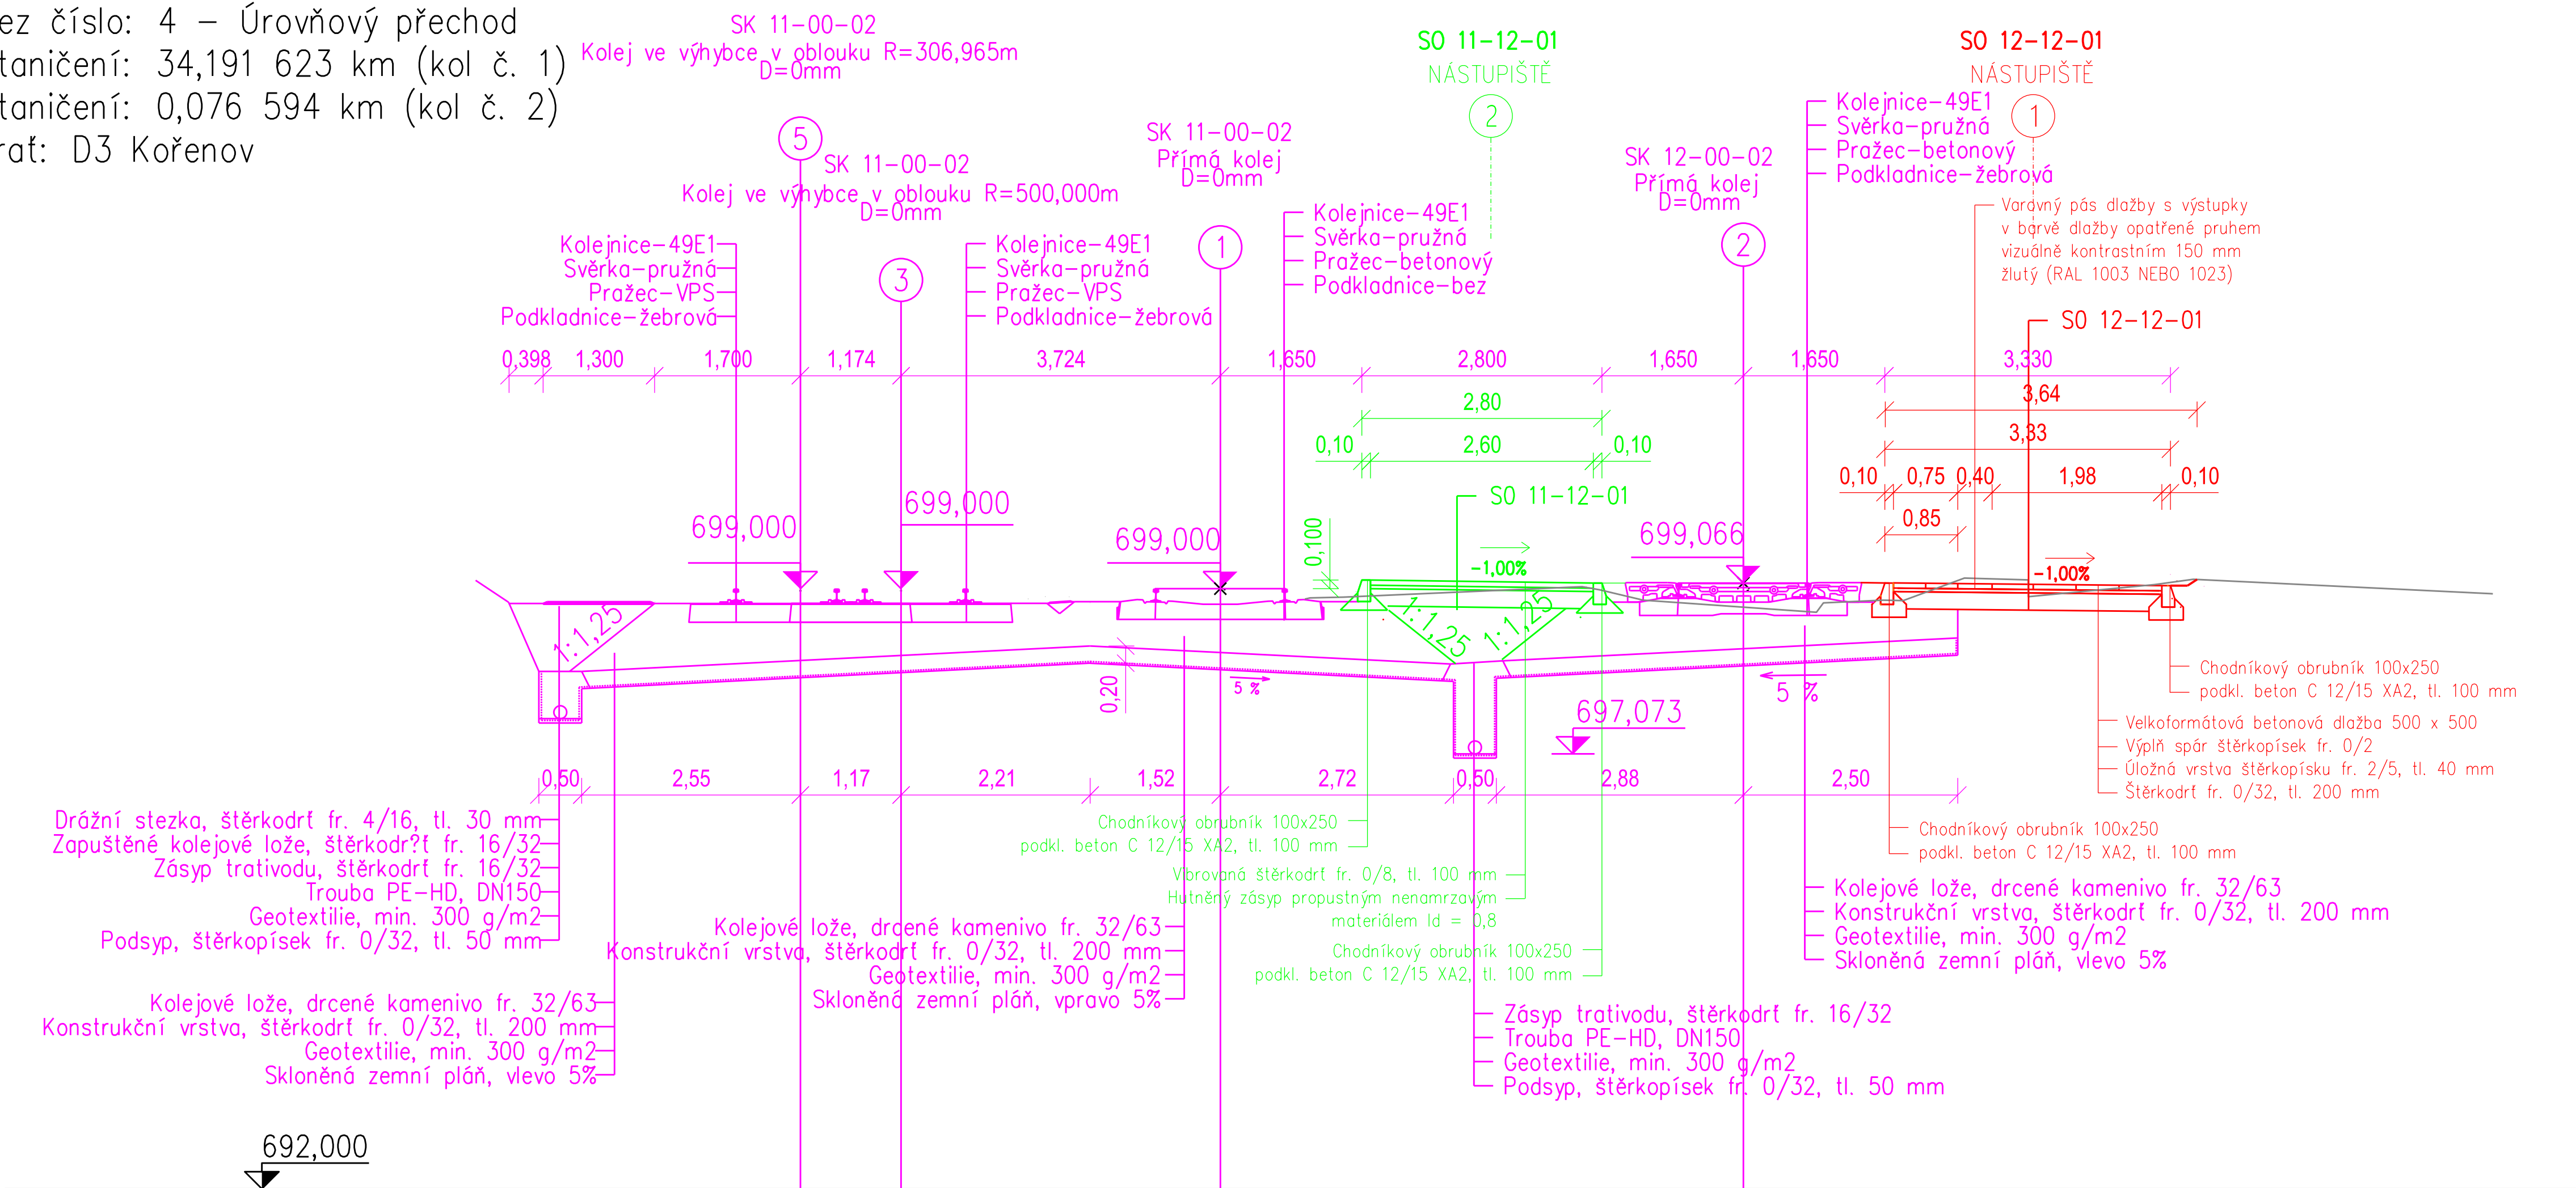 ez číslo: 4 – Úrovňový přechod
taničení: 34,191 623 km (kol č. 1)
taničení: 0,076 594 km (kol č. 2)
rať: D3 Kořenov
SK 11-00-02
Kolej ve výhybce v oblouku R=306,965m
D=0mm
5
SK 11-00-02
Kolej ve výhybce v oblouku R=500,000m
D=0mm
3
SK 11-00-02
Přímá kolej
D=0mm
1
SO 11-12-01
NÁSTUPIŠTĚ
2
SK 12-00-02
Přímá kolej
D=0mm
2
SO 12-12-01
NÁSTUPIŠTĚ
1
Kolejnice-49E1
Svěrka-pružná
Pražec-VPS
Podkladnice-žebrová
Kolejnice-49E1
Svěrka-pružná
Pražec-VPS
Podkladnice-žebrová
Kolejnice-49E1
Svěrka-pružná
Pražec-betonový
Podkladnice-bez
Kolejnice-49E1
Svěrka-pružná
Pražec-betonový
Podkladnice-žebrová
Varovný pás dlažby s výstupky
v barvě dlažby opatřené pruhem
vizuálně kontrastním 150 mm
žlutý (RAL 1003 NEBO 1023)
SO 12-12-01
0,398 1,300 1,700 1,174 3,724 1,650 2,800 1,650 1,650 3,330
2,80 3,64
0,10 2,60 0,10 3,33
0,10 0,75 0,40 1,98 0,10
0,85
SO 11-12-01
699,000
699,000
699,000
699,066
0,100
-1,00%
-1,00%
1:1,25
1:1,25
1:1,25
0,20
5 %
5 %
697,073
0,50 2,55 1,17 2,21 1,52 2,72 0,50 2,88 2,50
Chodníkový obrubník 100x250
podkl. beton C 12/15 XA2, tl. 100 mm
Velkoformátová betonová dlažba 500 x 500
Výplň spár štěrkopísek fr. 0/2
Úložná vrstva štěrkopísku fr. 2/5, tl. 40 mm
Štěrkodrť fr. 0/32, tl. 200 mm
Chodníkový obrubník 100x250
podkl. beton C 12/15 XA2, tl. 100 mm
Drážní stezka, štěrkodrť fr. 4/16, tl. 30 mm
Zapuštěné kolejové lože, štěrkodr?ť fr. 16/32
Zásyp trativodu, štěrkodrť fr. 16/32
Trouba PE-HD, DN150
Geotextilie, min. 300 g/m2
Podsyp, štěrkopísek fr. 0/32, tl. 50 mm
Chodníkový obrubník 100x250
podkl. beton C 12/15 XA2, tl. 100 mm
Vibrovaná štěrkodrť fr. 0/8, tl. 100 mm
Hutněný zásyp propustným nenamrzavým
materiálem Id = 0,8
Chodníkový obrubník 100x250
podkl. beton C 12/15 XA2, tl. 100 mm
Kolejové lože, drcené kamenivo fr. 32/63
Konstrukční vrstva, štěrkodrť fr. 0/32, tl. 200 mm
Geotextilie, min. 300 g/m2
Skloněná zemní pláň, vpravo 5%
Kolejové lože, drcené kamenivo fr. 32/63
Konstrukční vrstva, štěrkodrť fr. 0/32, tl. 200 mm
Geotextilie, min. 300 g/m2
Skloněná zemní pláň, vlevo 5%
Kolejové lože, drcené kamenivo fr. 32/63
Konstrukční vrstva, štěrkodrť fr. 0/32, tl. 200 mm
Geotextilie, min. 300 g/m2
Skloněná zemní pláň, vlevo 5%
Zásyp trativodu, štěrkodrť fr. 16/32
Trouba PE-HD, DN150
Geotextilie, min. 300 g/m2
Podsyp, štěrkopísek fr. 0/32, tl. 50 mm
692,000